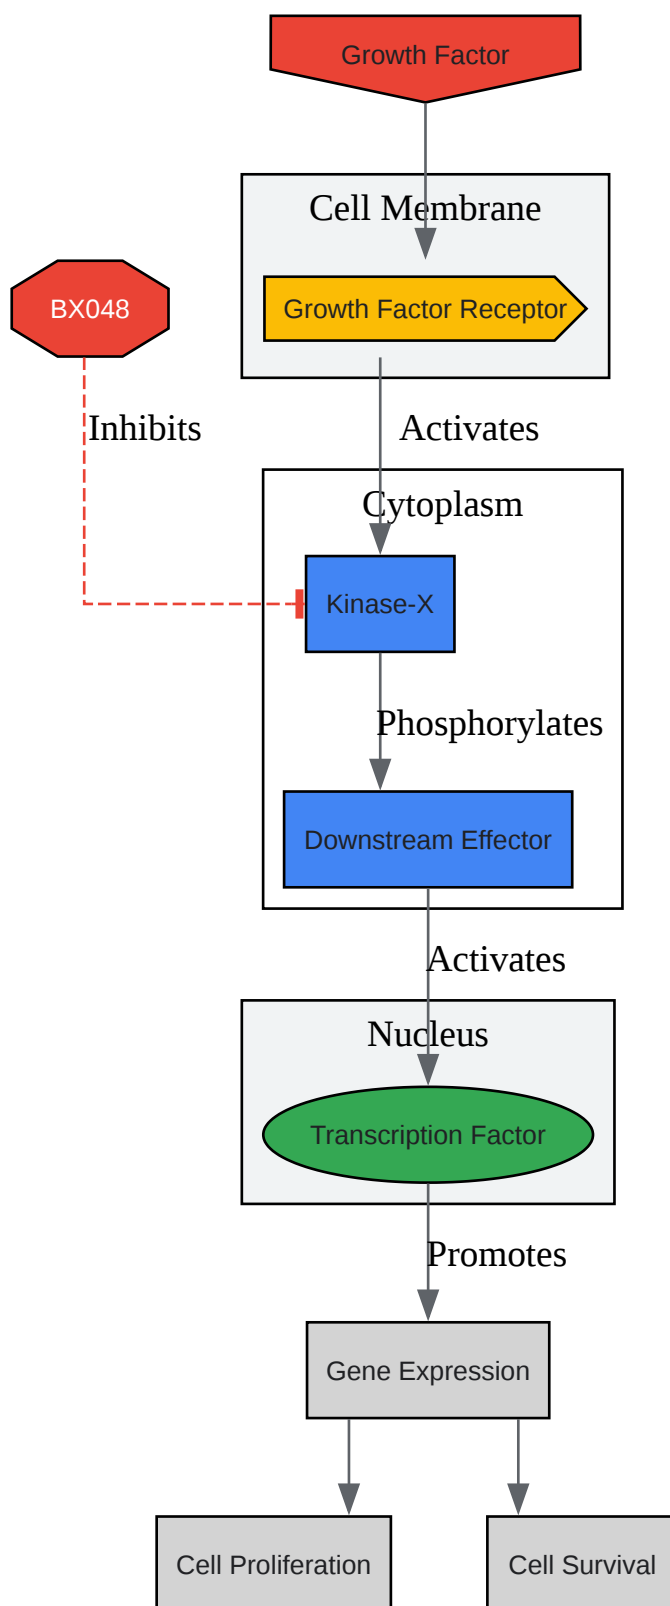 Growth Factor
Cell Membrane
BX048
Growth Factor Receptor
Inhibits
Activates
Cytoplasm
Kinase-X
Phosphorylates
Downstream Effector
Activates
Nucleus
Transcription Factor
Promotes
Gene Expression
Cell Proliferation
Cell Survival